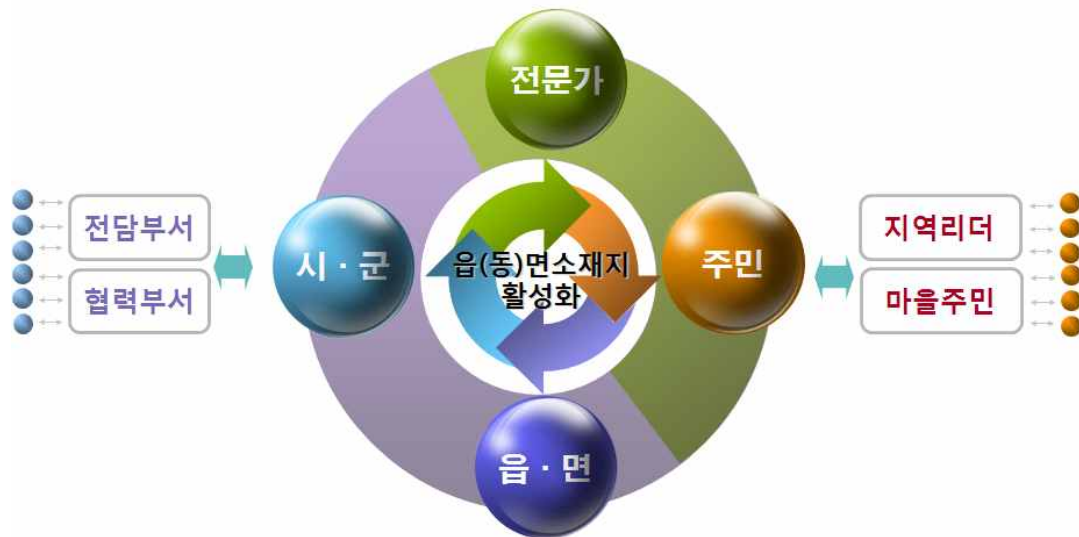 전문가
전담부서
협력부서
시·군
읍(동)면소재지
활성화
주민
지역리더
마을주민
읍·면